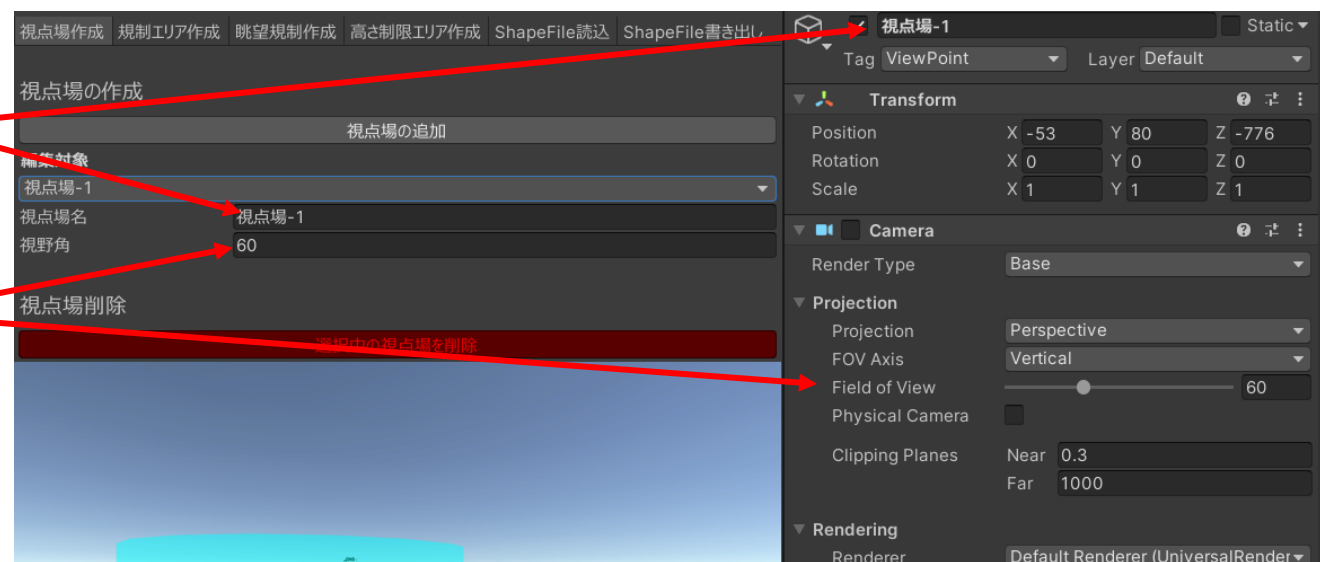 視点場作成 規制エリア作成 眺望規制作成 高さ制限エリア作成 ShapeFile読込 ShapeFile書き出し
視点場の作成
視点場の追加
編集対象
視点場-1
視点場名 視点場-1
視野角 60
視点場削除
選択中の視点場を削除
視点場-1 Static
Tag ViewPoint Layer Default
Transform
Position X -53 Y 80 Z -776
Rotation X 0 Y 0 Z 0
Scale X 1 Y 1 Z 1
Camera
Render Type Base
Projection
Projection Perspective
FOV Axis Vertical
Field of View 60
Physical Camera
Clipping Planes Near 0.3
Far 1000
Rendering
Renderer Default Renderer (UniversalRender